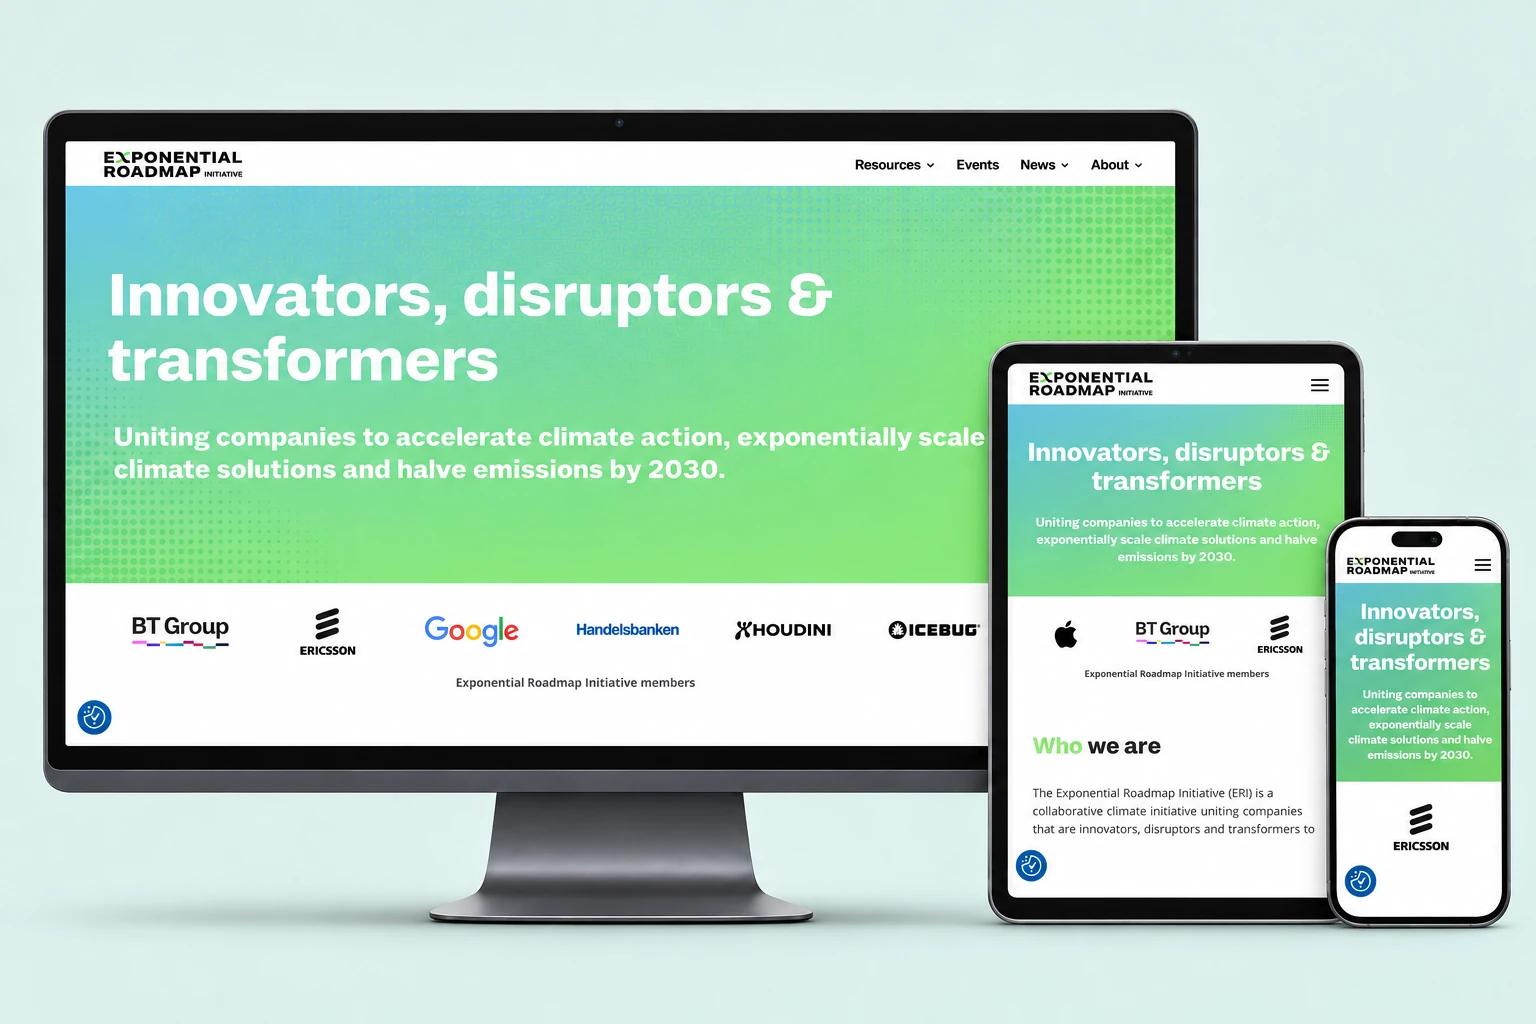 EXPONENTIAL
ROADMAP INITIATIVE
Resources
Events
News
About
Innovators, disruptors &
transformers
Uniting companies to accelerate climate action, exponentially scale
climate solutions and halve emissions by 2030.
BT Group
ERICSSON
Google
Handelsbanken
HOUDINI
ICEBUG
Exponential Roadmap Initiative members
EXPONENTIAL
ROADMAP INITIATIVE
Innovators, disruptors &
transformers
Uniting companies to accelerate climate action,
exponentially scale climate solutions and halve
emissions by 2030.
BT Group
ERICSSON
Exponential Roadmap Initiative members
Who we are
The Exponential Roadmap Initiative (ERI) is a
collaborative climate initiative uniting companies
that are innovators, disruptors and transformers to
EXPONENTIAL
ROADMAP INITIATIVE
Innovators,
disruptors &
transformers
Uniting companies to
accelerate climate action,
exponentially scale
climate solutions and halve
emissions by 2030.
ERICSSON